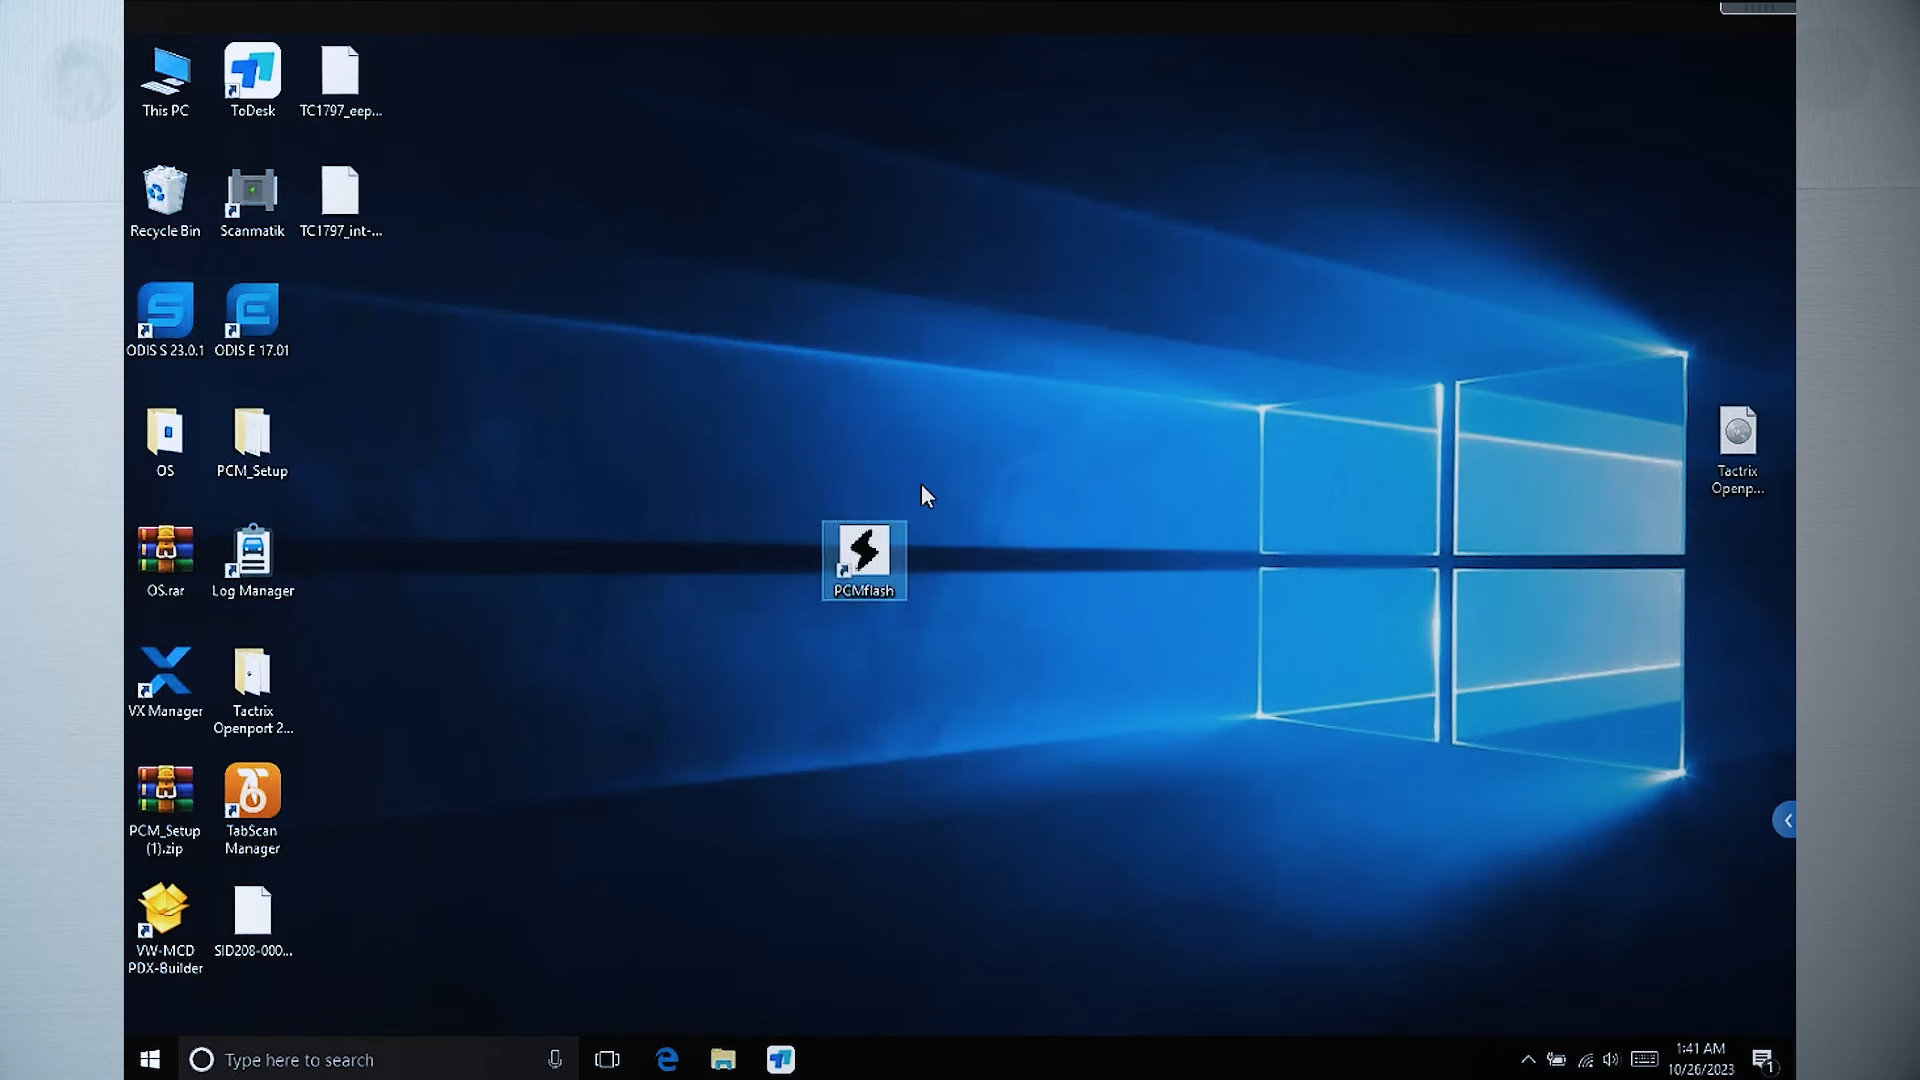 This PC
ToDesk
TC1797_eep...
Recycle Bin
Scanmatik
TC1797_int-...
ODIS S 23.0.1
ODIS E 17.01
OS
PCM_Setup
Tactrix
Openp...
OS.rar
Log Manager
PCMflash
VX Manager
Tactrix
Openport 2...
PCM_Setup
(1).zip
TabScan
Manager
VW-MCD
PDX-Builder
SID208-000...
Type here to search
1:41 AM
10/26/2023
1